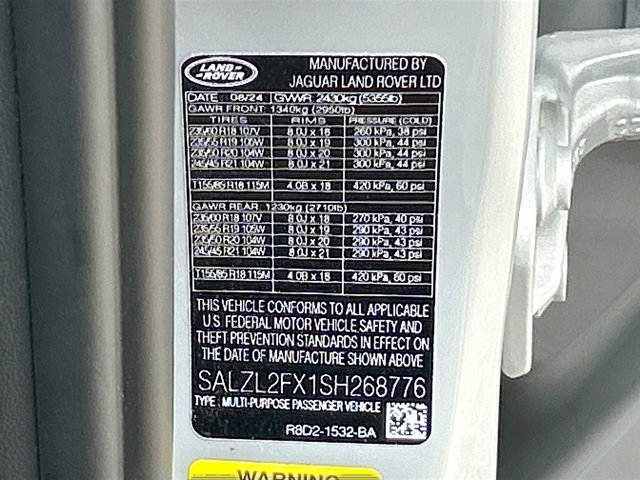 LAND-
-ROVER
MANUFACTURED BY
JAGUAR LAND ROVER LTD
DATE: 08/24 GVWR 2430kg (5355lb)
GAWR FRONT 1340kg (2950lb)
TIRES RIMS PRESSURE (COLD)
235/60 R18 107V 8.0J x 18 260 kPa, 38 psi
235/55 R19 105W 8.0J x 19 300 kPa, 44 psi
235/50 R20 104W 8.0J x 20 300 kPa, 44 psi
245/45 R21 104W 8.0J x 21 300 kPa, 44 psi
T155/85 R18 115M 4.0B x 18 420 kPa, 60 psi
GAWR REAR 1230kg (2710lb)
235/60 R18 107V 8.0J x 18 270 kPa, 40 psi
235/55 R19 105W 8.0J x 19 290 kPa, 43 psi
235/50 R20 104W 8.0J x 20 290 kPa, 43 psi
245/45 R21 104W 8.0J x 21 290 kPa, 43 psi
T155/85 R18 115M 4.0B x 18 420 kPa, 60 psi
THIS VEHICLE CONFORMS TO ALL APPLICABLE
U.S. FEDERAL MOTOR VEHICLE SAFETY AND
THEFT PREVENTION STANDARDS IN EFFECT ON
THE DATE OF MANUFACTURE SHOWN ABOVE
SALZL2FX1SH268776
TYPE : MULTI-PURPOSE PASSENGER VEHICLE
R8D2-1532-BA
WARNING